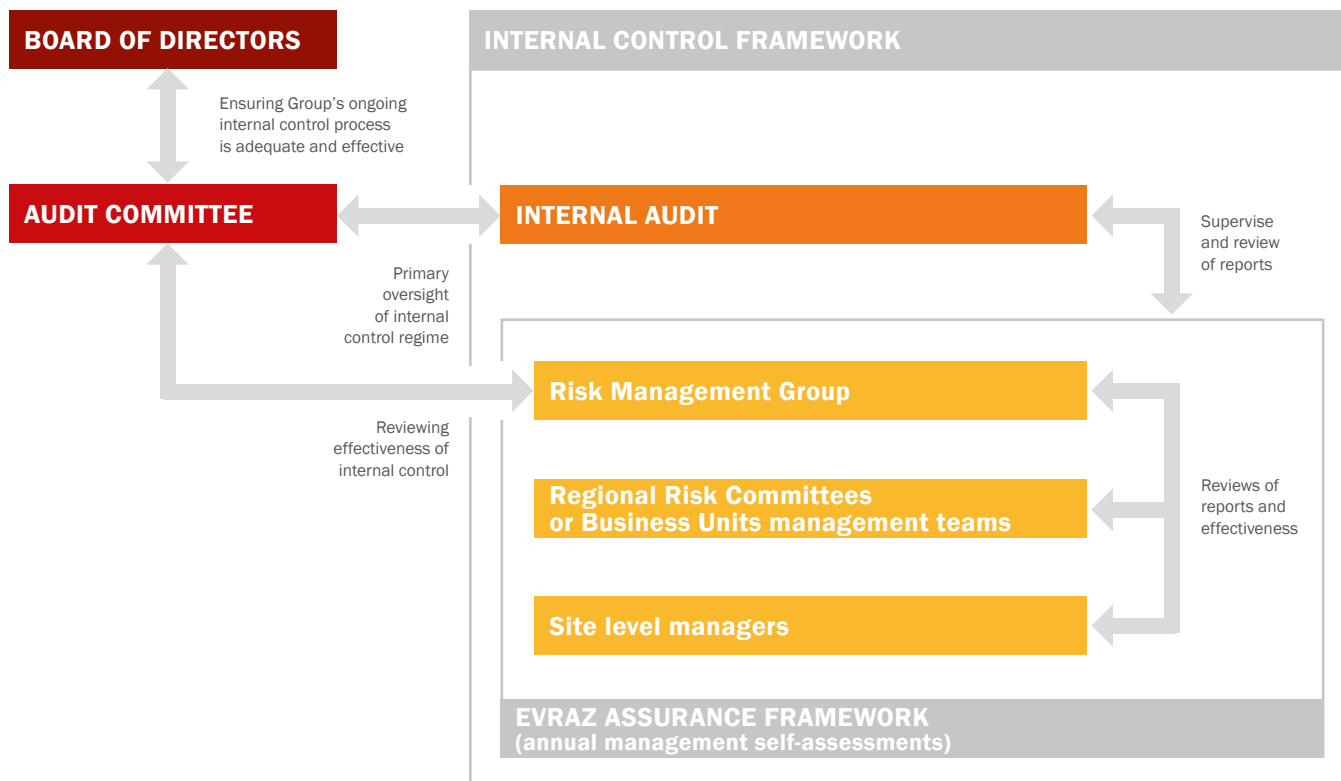 BOARD OF DIRECTORS
INTERNAL CONTROL FRAMEWORK
Ensuring Group’s ongoing
internal control process
is adequate and effective
AUDIT COMMITTEE
INTERNAL AUDIT
Supervise
and review
of reports
Primary
oversight
of internal
control regime
Risk Management Group
Reviewing
effectiveness of
internal control
Regional Risk Committees
or Business Units management teams
Reviews of
reports and
effectiveness
Site level managers
EVRAZ ASSURANCE FRAMEWORK
(annual management self-assessments)